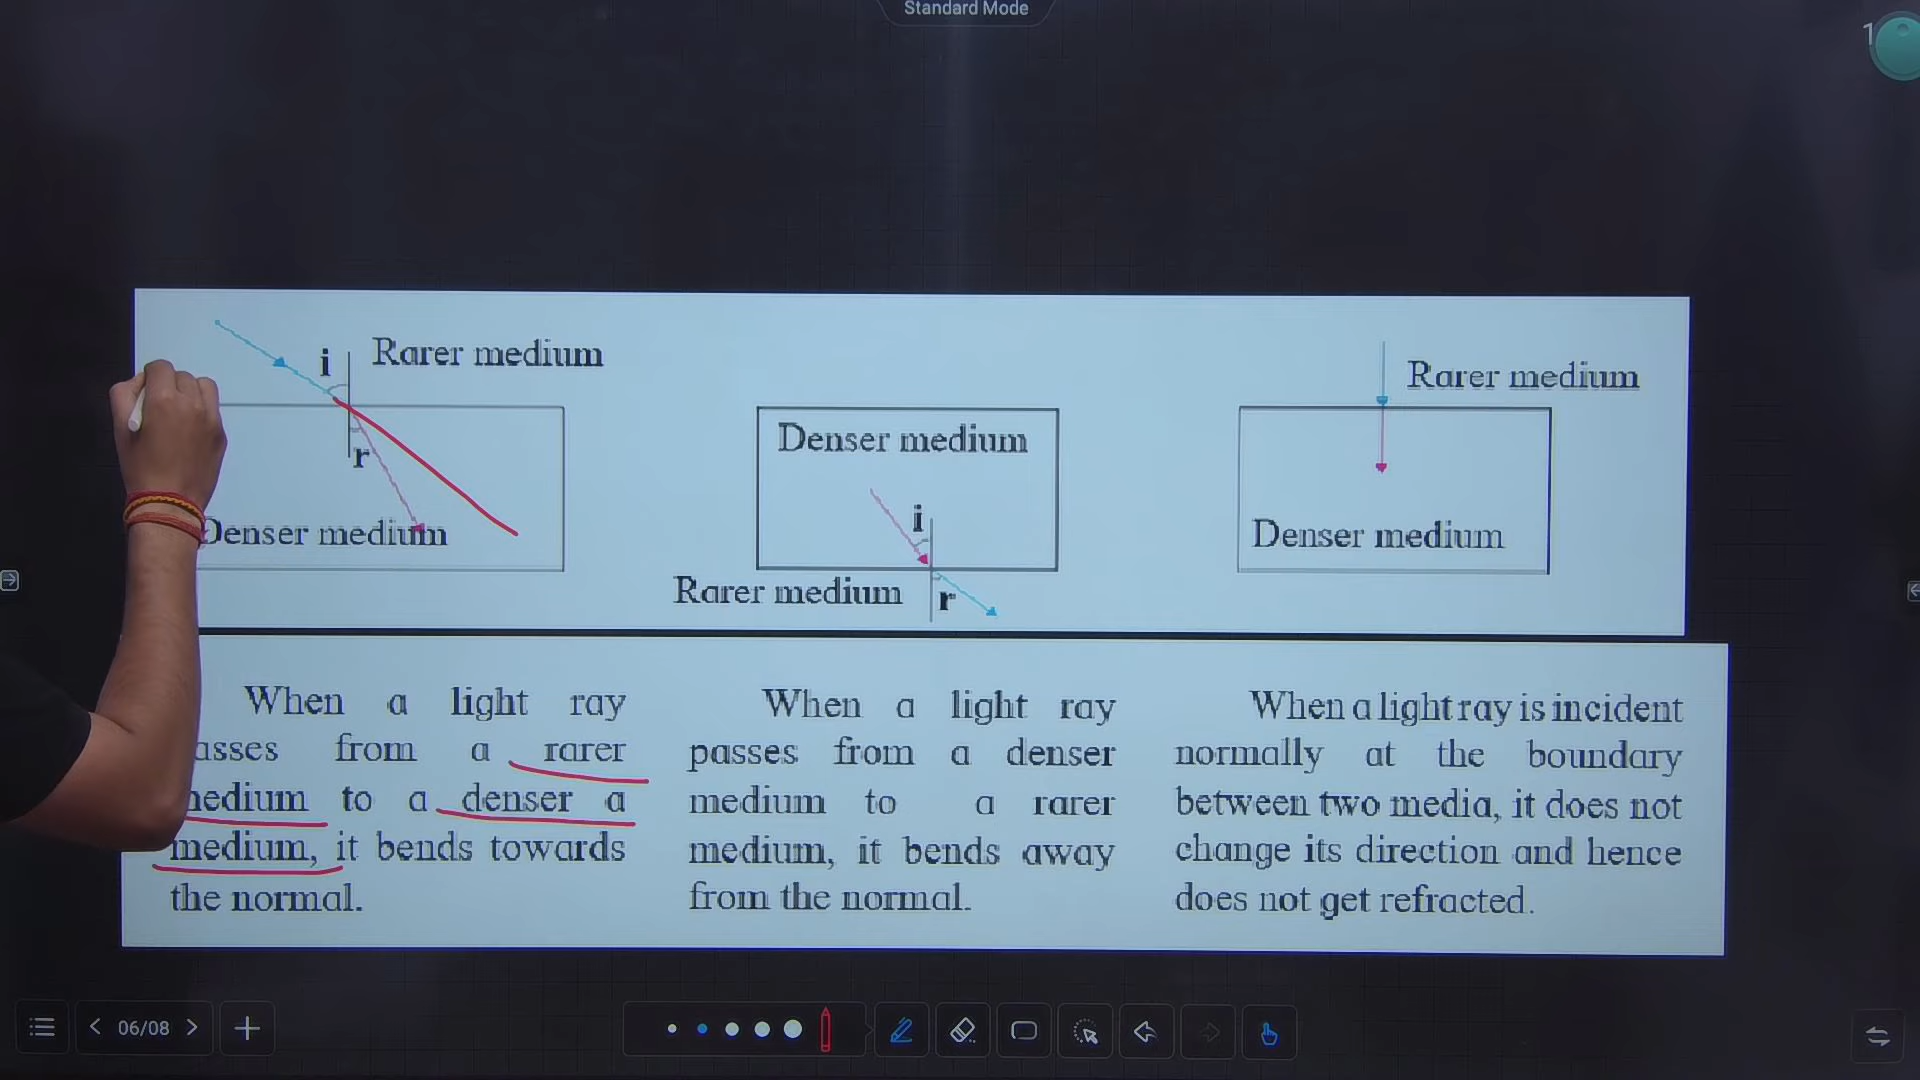 Standard Mode
1
i
Rarer medium
r
Denser medium
Denser medium
i
Rarer medium
r
Rarer medium
Denser medium
When a light ray
asses from a rarer
medium to a denser a
medium, it bends towards
the normal.
When a light ray
passes from a denser
medium to a rarer
medium, it bends away
from the normal.
When a light ray is incident
normally at the boundary
between two media, it does not
change its direction and hence
does not get refracted.
06/08